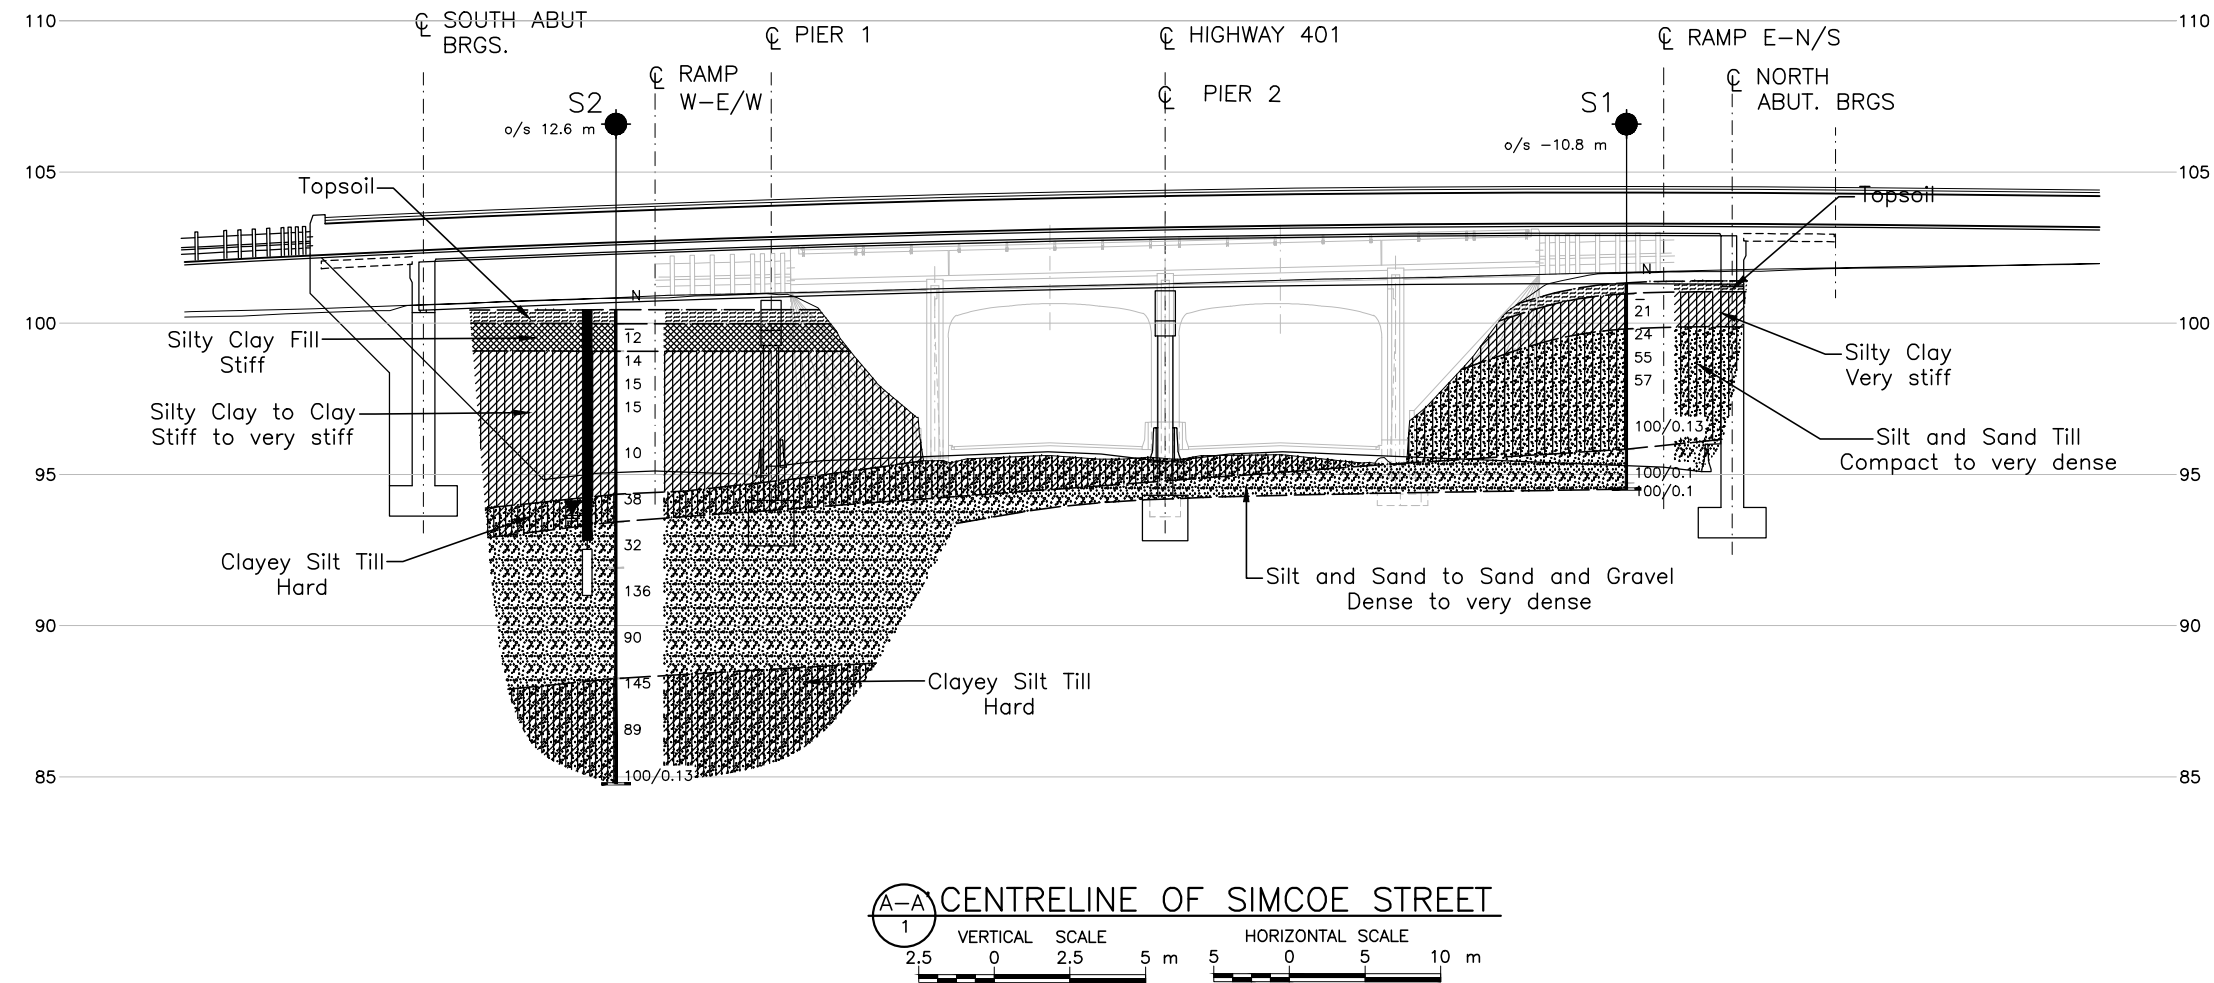 110
℄ SOUTH ABUT
BRGS.
℄ PIER 1
℄ HIGHWAY 401
℄ RAMP E-N/S
110
℄ RAMP
W-E/W
℄ PIER 2
℄ NORTH
ABUT. BRGS
S2
o/s 12.6 m
S1
o/s -10.8 m
105
105
Topsoil
Topsoil
N
N
100
100
Silty Clay Fill
Stiff
Silty Clay to Clay
Stiff to very stiff
Clayey Silt Till
Hard
12
14
15
15
10
38
32
136
90
145
89
100/0.13
21
24
55
57
100/0.13
100/0.1
100/0.1
Silty Clay
Very stiff
Silt and Sand Till
Compact to very dense
95
95
Silt and Sand to Sand and Gravel
Dense to very dense
90
90
Clayey Silt Till
Hard
85
85
A-A'
1
CENTRELINE OF SIMCOE STREET
VERTICAL SCALE
2.5 0 2.5 5 m
HORIZONTAL SCALE
5 0 5 10 m